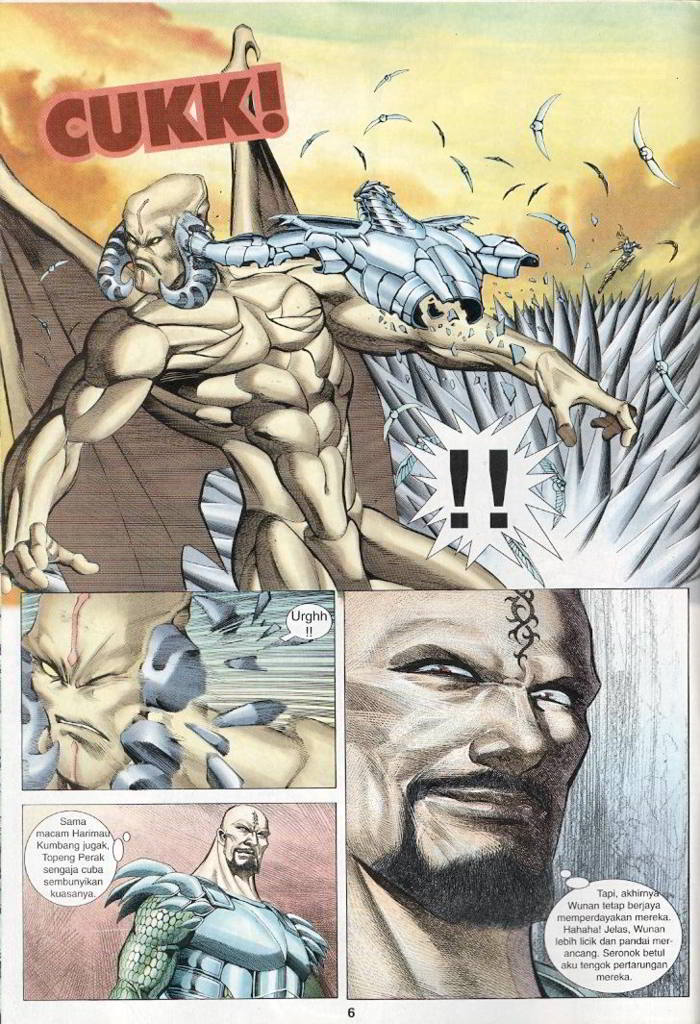 CUKK!
!!
Urghh
!!
Sama
macam Harimau
Kumbang jugak,
Topeng Perak
sengaja cuba
sembunyikan
kuasanya.
Tapi, akhirnya
Wunan tetap berjaya
memperdayakan mereka.
Hahaha! Jelas, Wunan
lebih licik dan pandai mer-
ancang. Seronok betul
aku tengok pertarungan
mereka.
6